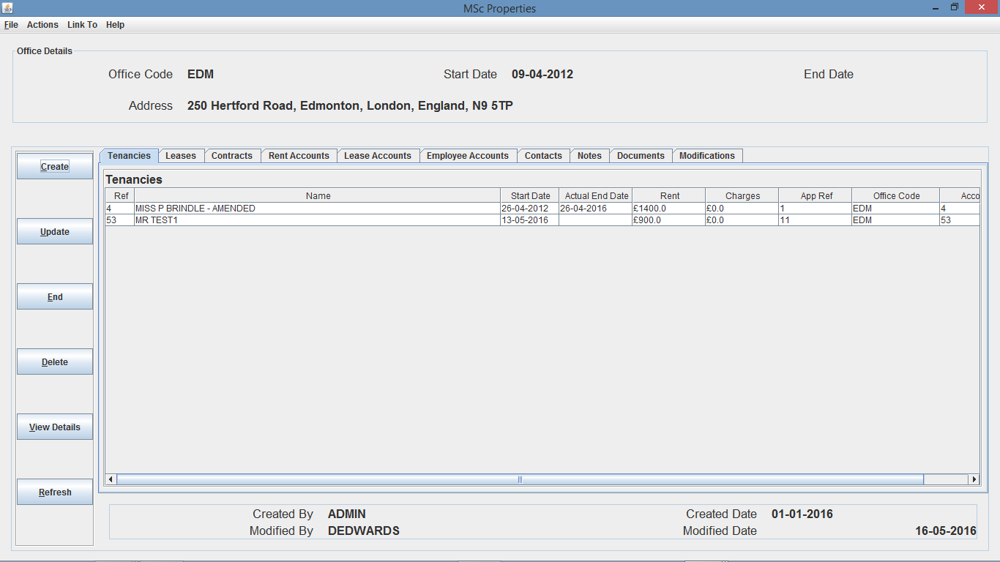 MSc Properties
File Actions Link To Help
Office Details
Office Code EDM Start Date 09-04-2012 End Date
Address 250 Hertford Road, Edmonton, London, England, N9 5TP
Create
Update
End
Delete
View Details
Refresh
Tenancies Leases Contracts Rent Accounts Lease Accounts Employee Accounts Contacts Notes Documents Modifications
Tenancies
Ref Name Start Date Actual End Date Rent Charges App Ref Office Code Acco
4 MISS P BRINDLE - AMENDED 26-04-2012 26-04-2016 £1400.0 £0.0 1 EDM 4
53 MR TEST1 13-05-2016 £900.0 £0.0 11 EDM 53
Created By ADMIN Created Date 01-01-2016
Modified By DEDWARDS Modified Date 16-05-2016